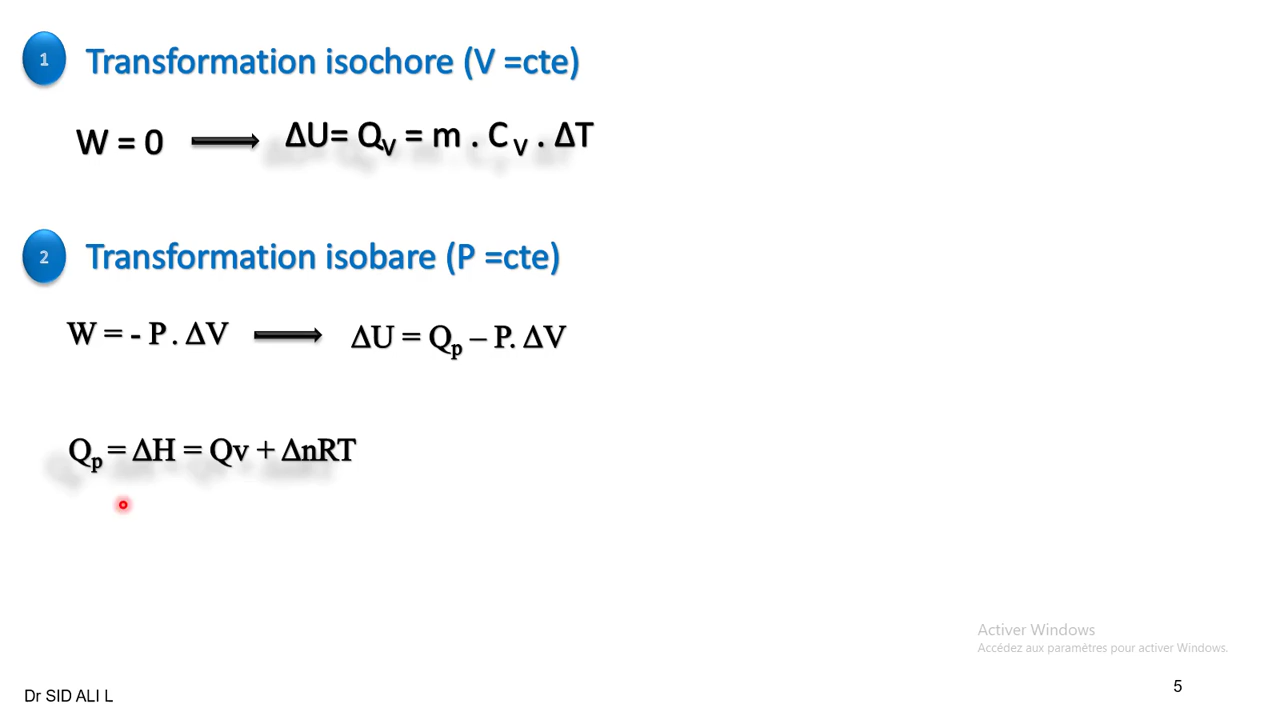 1 Transformation isochore (V =cte)
W = 0 ΔU= QV = m . C V . ΔT
2 Transformation isobare (P =cte)
W = - P . ΔV ΔU = Qp – P. ΔV
Qp = ΔH = Qv + ΔnRT
Activer Windows
Accédez aux paramètres pour activer Windows.
5
Dr SID ALI L